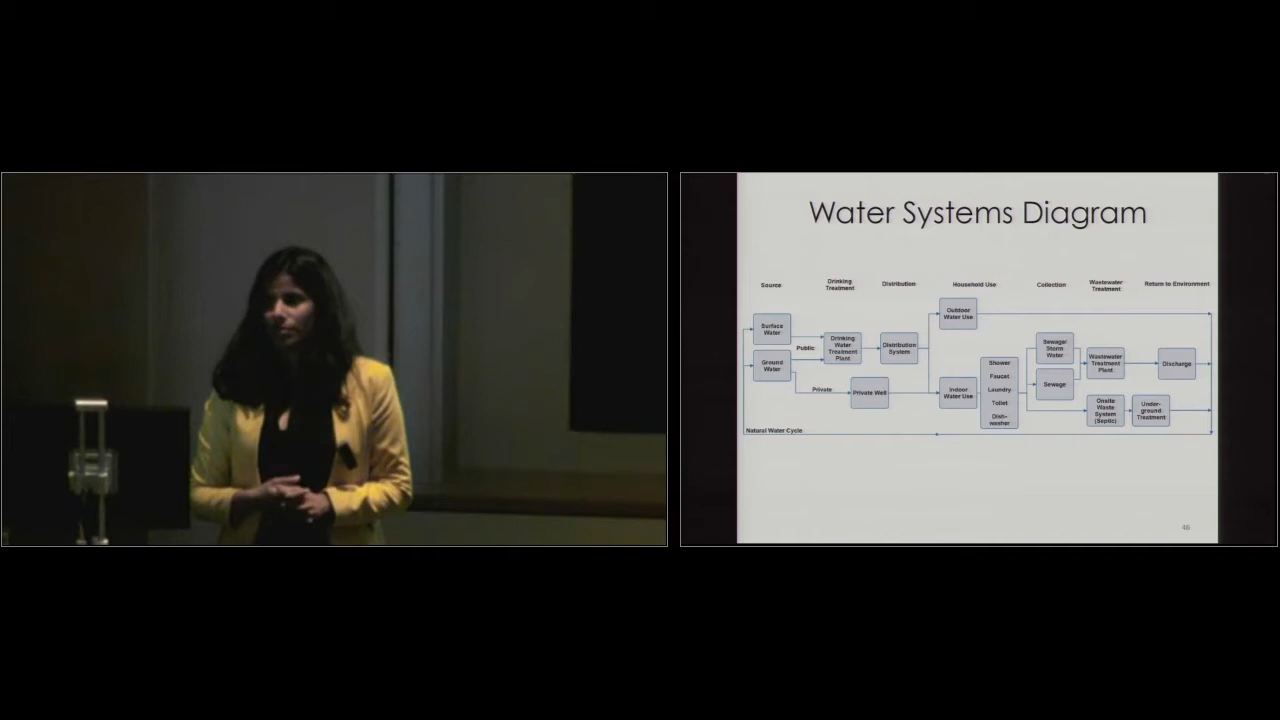 Water Systems Diagram
Source
Drinking
Treatment
Distribution
Household Use
Collection
Wastewater
Treatment
Return to Environment
Surface
Water
Ground
Water
Public
Private
Drinking
Water
Treatment
Plant
Private Well
Distribution
System
Outdoor
Water Use
Indoor
Water Use
Shower
Faucet
Laundry
Toilet
Dish-
washer
Sewage/
Storm
Water
Sewage
Wastewater
Treatment
Plant
Onsite
Waste
System
(Septic)
Under-
ground
Treatment
Discharge
Natural Water Cycle